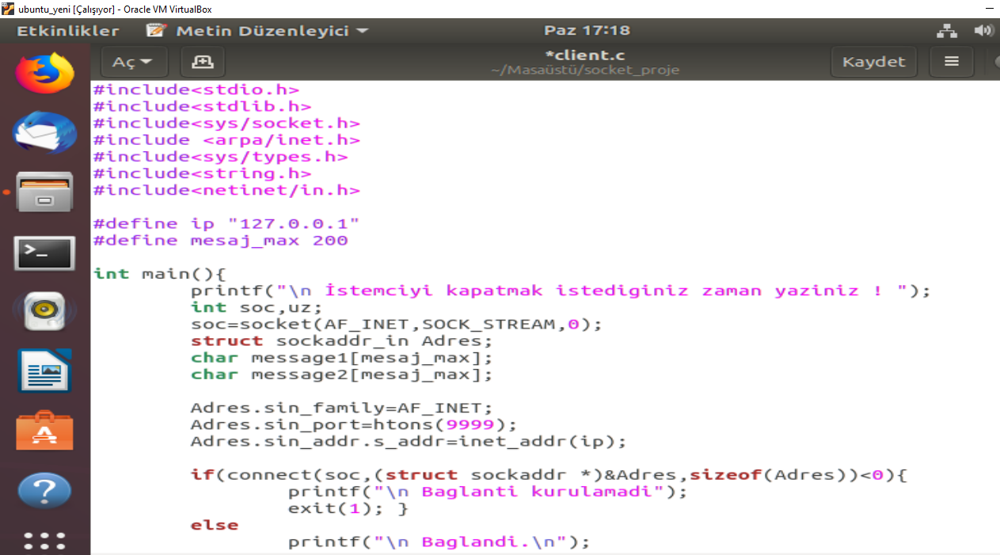 ubuntu_yeni [Çalışıyor] - Oracle VM VirtualBox
Etkinlikler Metin Düzenleyici Paz 17:18
Aç *client.c Kaydet
~/Masaüstü/socket_proje
#include<stdio.h>
#include<stdlib.h>
#include<sys/socket.h>
#include <arpa/inet.h>
#include<sys/types.h>
#include<string.h>
#include<netinet/in.h>
#define ip "127.0.0.1"
#define mesaj_max 200
int main(){
printf("\n İstemciyi kapatmak istediginiz zaman yaziniz ! ");
int soc,uz;
soc=socket(AF_INET,SOCK_STREAM,0);
struct sockaddr_in Adres;
char message1[mesaj_max];
char message2[mesaj_max];
Adres.sin_family=AF_INET;
Adres.sin_port=htons(9999);
Adres.sin_addr.s_addr=inet_addr(ip);
if(connect(soc,(struct sockaddr *)&Adres,sizeof(Adres))<0){
printf("\n Baglanti kurulamadi");
exit(1); }
else
printf("\n Baglandi.\n");